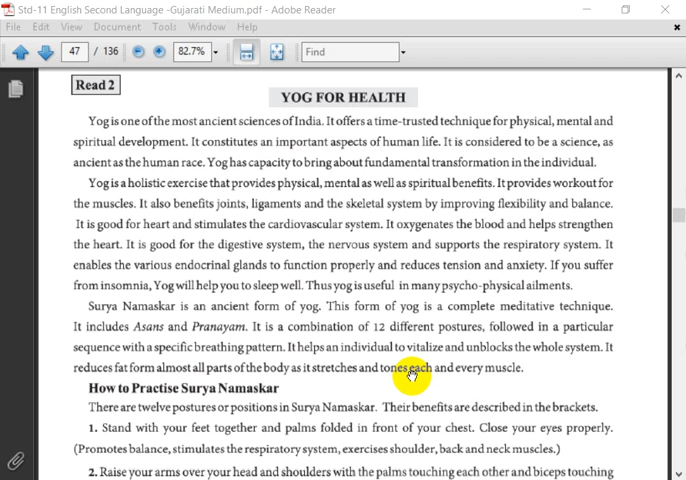 Std-11 English Second Language -Gujarati Medium.pdf - Adobe Reader
File Edit View Document Tools Window Help
47 / 136 82.7% Find
Read 2
YOG FOR HEALTH
Yog is one of the most ancient sciences of India. It offers a time-trusted technique for physical, mental and
spiritual development. It constitutes an important aspects of human life. It is considered to be a science, as
ancient as the human race. Yog has capacity to bring about fundamental transformation in the individual.
Yog is a holistic exercise that provides physical, mental as well as spiritual benefits. It provides workout for
the muscles. It also benefits joints, ligaments and the skeletal system by improving flexibility and balance.
It is good for heart and stimulates the cardiovascular system. It oxygenates the blood and helps strengthen
the heart. It is good for the digestive system, the nervous system and supports the respiratory system. It
enables the various endocrinal glands to function properly and reduces tension and anxiety. If you suffer
from insomnia, Yog will help you to sleep well. Thus yog is useful in many psycho-physical ailments.
Surya Namaskar is an ancient form of yog. This form of yog is a complete meditative technique.
It includes Asans and Pranayam. It is a combination of 12 different postures, followed in a particular
sequence with a specific breathing pattern. It helps an individual to vitalize and unblocks the whole system. It
reduces fat form almost all parts of the body as it stretches and tones each and every muscle.
How to Practise Surya Namaskar
There are twelve postures or positions in Surya Namaskar. Their benefits are described in the brackets.
1. Stand with your feet together and palms folded in front of your chest. Close your eyes properly.
(Promotes balance, stimulates the respiratory system, exercises shoulder, back and neck muscles.)
2. Raise your arms over your head and shoulders with the palms touching each other and biceps touching